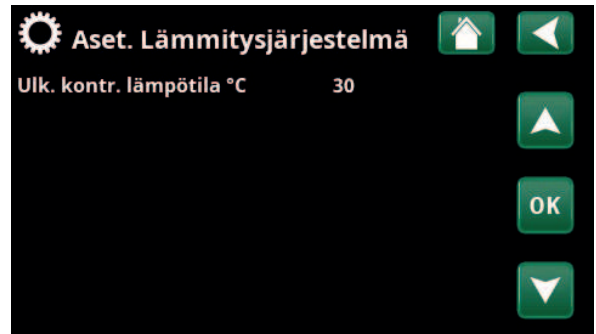 Aset. Lämmitysjärjestelmä
Ulk. kontr. lämpötila °C 30
OK